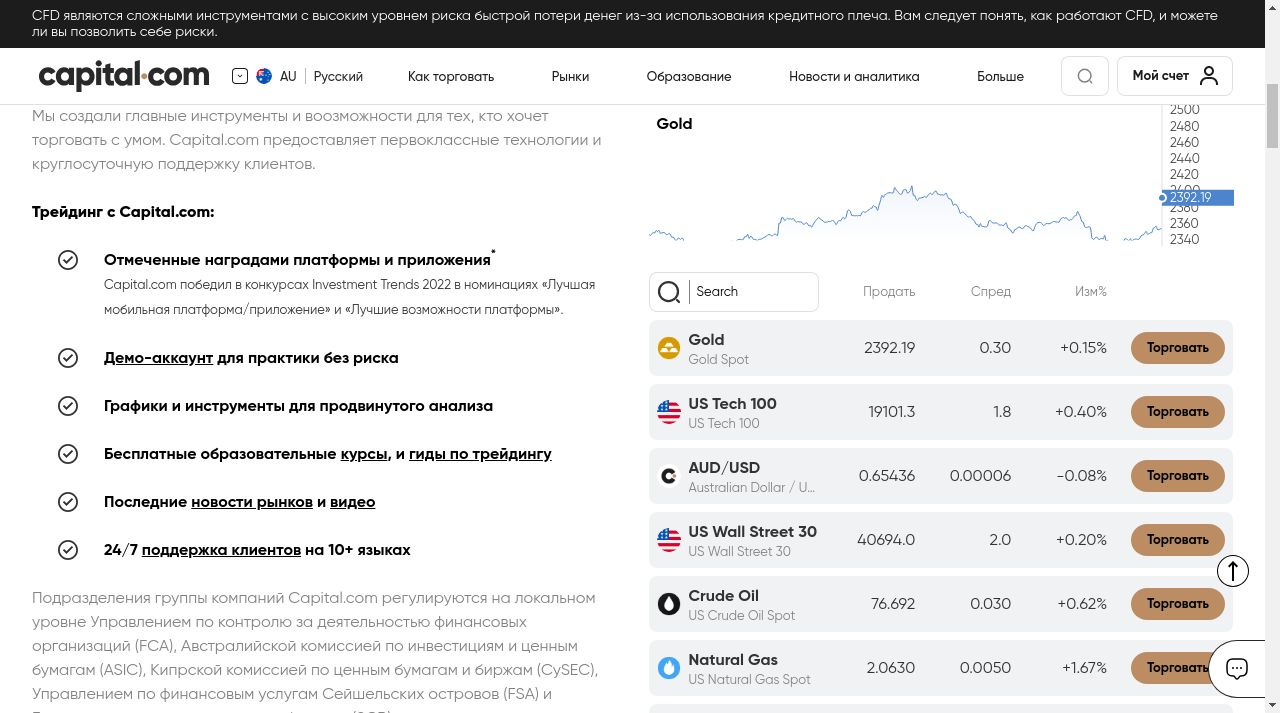 CFD являются сложными инструментами с высоким уровнем риска быстрой потери денег из-за использования кредитного плеча. Вам следует понять, как работают CFD, и можете
ли вы позволить себе риски.
capital.com
AU
Русский
Как торговать
Рынки
Образование
Новости и аналитика
Больше
Мой счет
Мы создали главные инструменты и воозможности для тех, кто хочет
торговать с умом. Capital.com предоставляет первоклассные технологии и
круглосуточную поддержку клиентов.
Трейдинг с Capital.com:
Отмеченные наградами платформы и приложения*
Capital.com победил в конкурсах Investment Trends 2022 в номинациях «Лучшая
мобильная платформа/приложение» и «Лучшие возможности платформы».
Демо-аккаунт для практики без риска
Графики и инструменты для продвинутого анализа
Бесплатные образовательные курсы, и гиды по трейдингу
Последние новости рынков и видео
24/7 поддержка клиентов на 10+ языках
Подразделения группы компаний Capital.com регулируются на локальном
уровне Управлением по контролю за деятельностью финансовых
организаций (FCA), Австралийской комиссией по инвестициям и ценным
бумагам (ASIC), Кипрской комиссией по ценным бумагам и биржам (CySEC),
Управлением по финансовым услугам Сейшельских островов (FSA) и
Gold
2500
2480
2460
2440
2420
2400
2392.19
2380
2360
2340
Search
Продать
Спред
Изм%
Gold
Gold Spot
2392.19
0.30
+0.15%
Торговать
US Tech 100
US Tech 100
19101.3
1.8
+0.40%
Торговать
AUD/USD
Australian Dollar / U...
0.65436
0.00006
-0.08%
Торговать
US Wall Street 30
US Wall Street 30
40694.0
2.0
+0.20%
Торговать
Crude Oil
US Crude Oil Spot
76.692
0.030
+0.62%
Торговать
Natural Gas
US Natural Gas Spot
2.0630
0.0050
+1.67%
Торговать